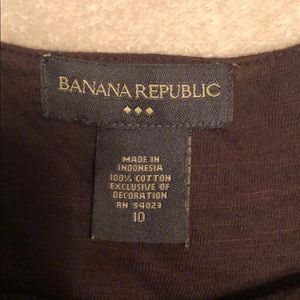 BANANA REPUBLIC
MADE IN
INDONESIA
100% COTTON
EXCLUSIVE OF
DECORATION
RN 54023
10